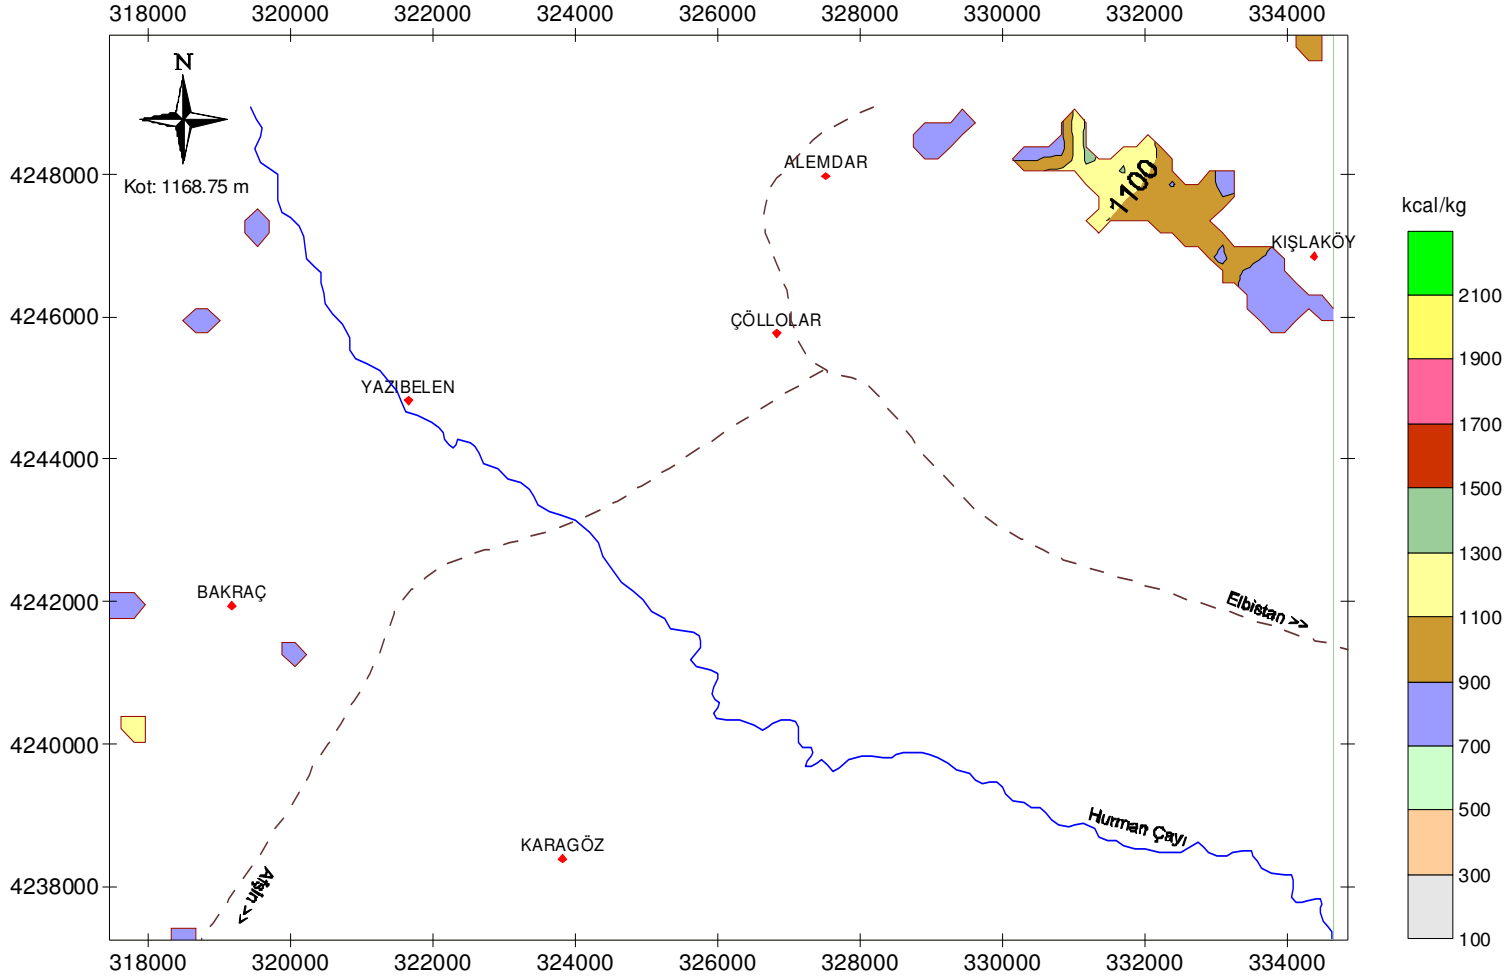 318000 320000 322000 324000 326000 328000 330000 332000 334000
N
ALEMDAR
4248000
Kot: 1168.75 m
1100
kcal/kg
KIŞLAKÖY
2100
4246000
ÇÖLLOLAR
1900
YAZIBELEN
1700
4244000
1500
1300
BAKRAÇ
4242000
Elbistan >>
1100
900
4240000
700
500
Hurman Çayı
KARAGÖZ
300
4238000
Afşin >>
100
318000 320000 322000 324000 326000 328000 330000 332000 334000